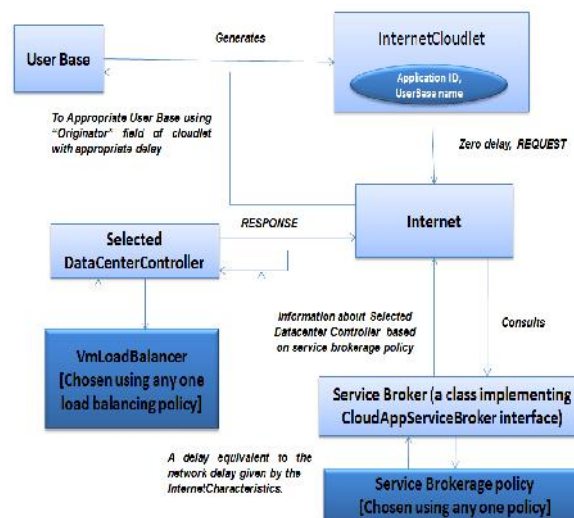 Generates
InternetCloudlet
User Base
Application ID,
UserBase name
To Appropriate User Base using
"Originator" field of cloudlet
with appropriate delay
Zero delay, REQUEST
Internet
RESPONSE
Selected
DataCenterController
Information about Selected
Datacenter Controller based
on service brokerage policy
Consults
VmLoadBalancer
[Chosen using any one
load balancing policy]
Service Broker (a class implementing
CloudAppServiceBroker interface)
A delay equivalent to the
network delay given by the
InternetCharacteristics.
Service Brokerage policy
[Chosen using any one policy]